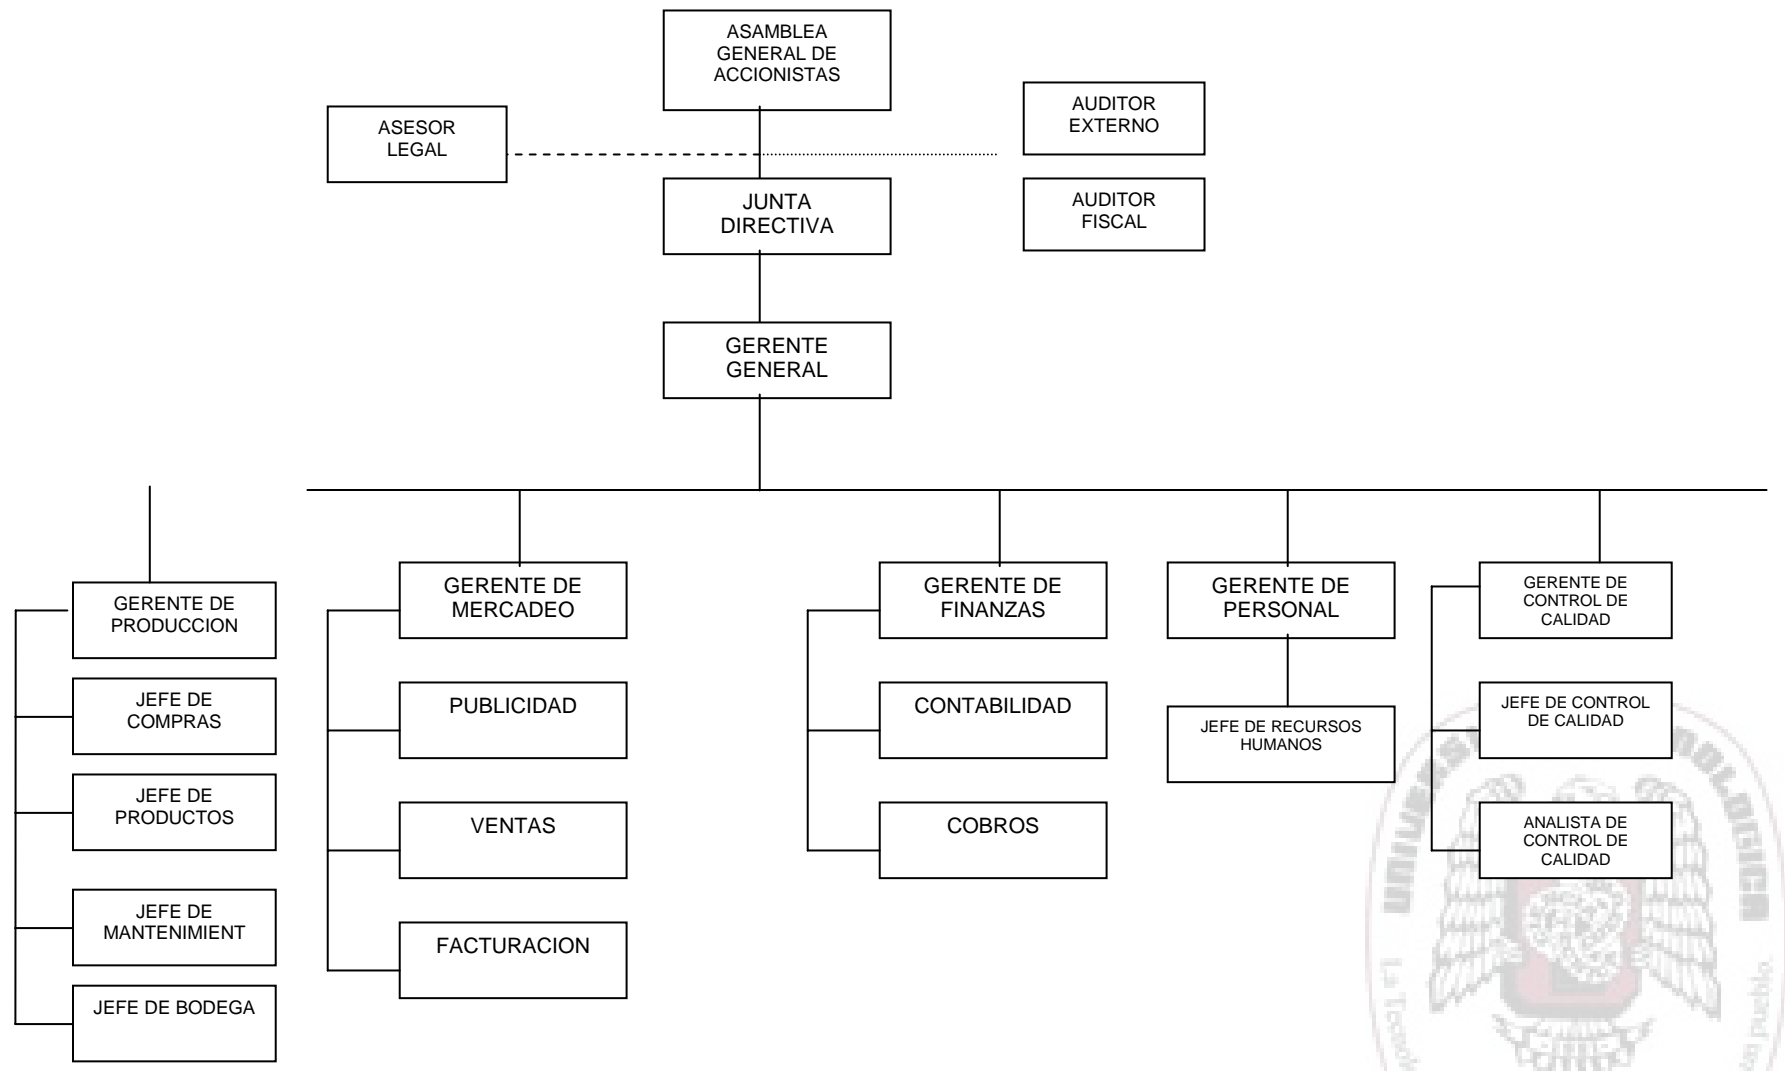 ASAMBLEA
GENERAL DE
ACCIONISTAS
ASESOR
LEGAL
AUDITOR
EXTERNO
JUNTA
DIRECTIVA
AUDITOR
FISCAL
GERENTE
GENERAL
GERENTE DE
PRODUCCION
JEFE DE
COMPRAS
JEFE DE
PRODUCTOS
JEFE DE
MANTENIMIENT
JEFE DE BODEGA
GERENTE DE
MERCADEO
PUBLICIDAD
VENTAS
FACTURACION
GERENTE DE
FINANZAS
CONTABILIDAD
COBROS
GERENTE DE
PERSONAL
JEFE DE RECURSOS
HUMANOS
GERENTE DE
CONTROL DE
CALIDAD
JEFE DE CONTROL
DE CALIDAD
ANALISTA DE
CONTROL DE
CALIDAD